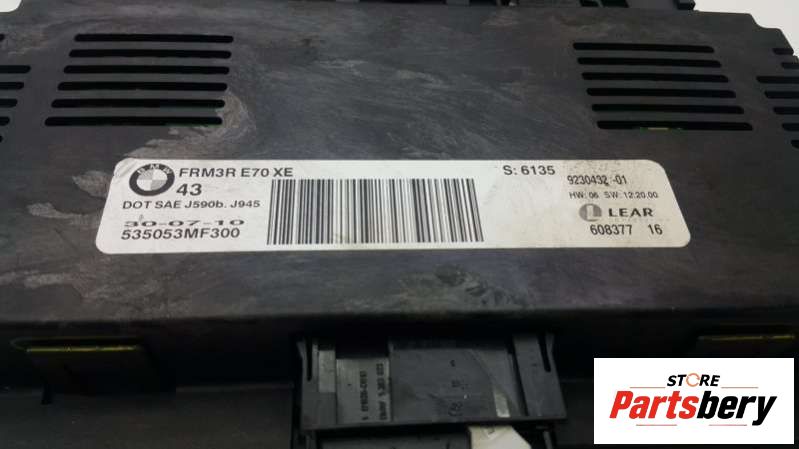 BMW
FRM3R E70 XE
43
DOT SAE J590b. J945
30-07-10
535053MF300
S: 6135
9230432-01
HW: 06 SW: 12.20.00
L LEAR
608377 16
STORE
Partsbery